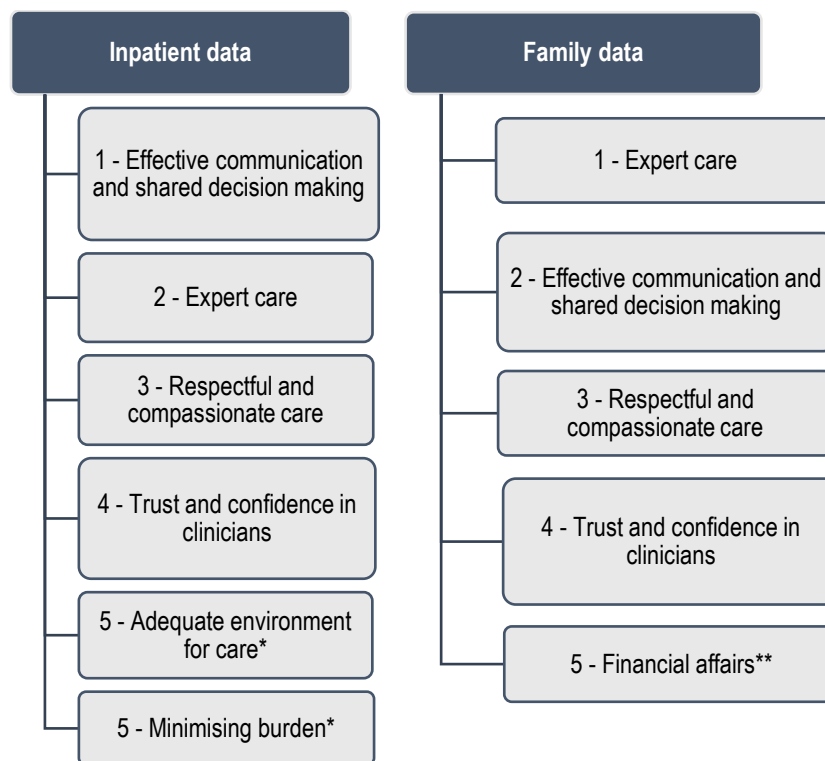 Inpatient data
1 - Effective communication
and shared decision making
2 - Expert care
3 - Respectful and
compassionate care
4 - Trust and confidence in
clinicians
5 - Adequate environment
for care*
5 - Minimising burden*
Family data
1 - Expert care
2 - Effective communication and
shared decision making
3 - Respectful and
compassionate care
4 - Trust and confidence in
clinicians
5 - Financial affairs**